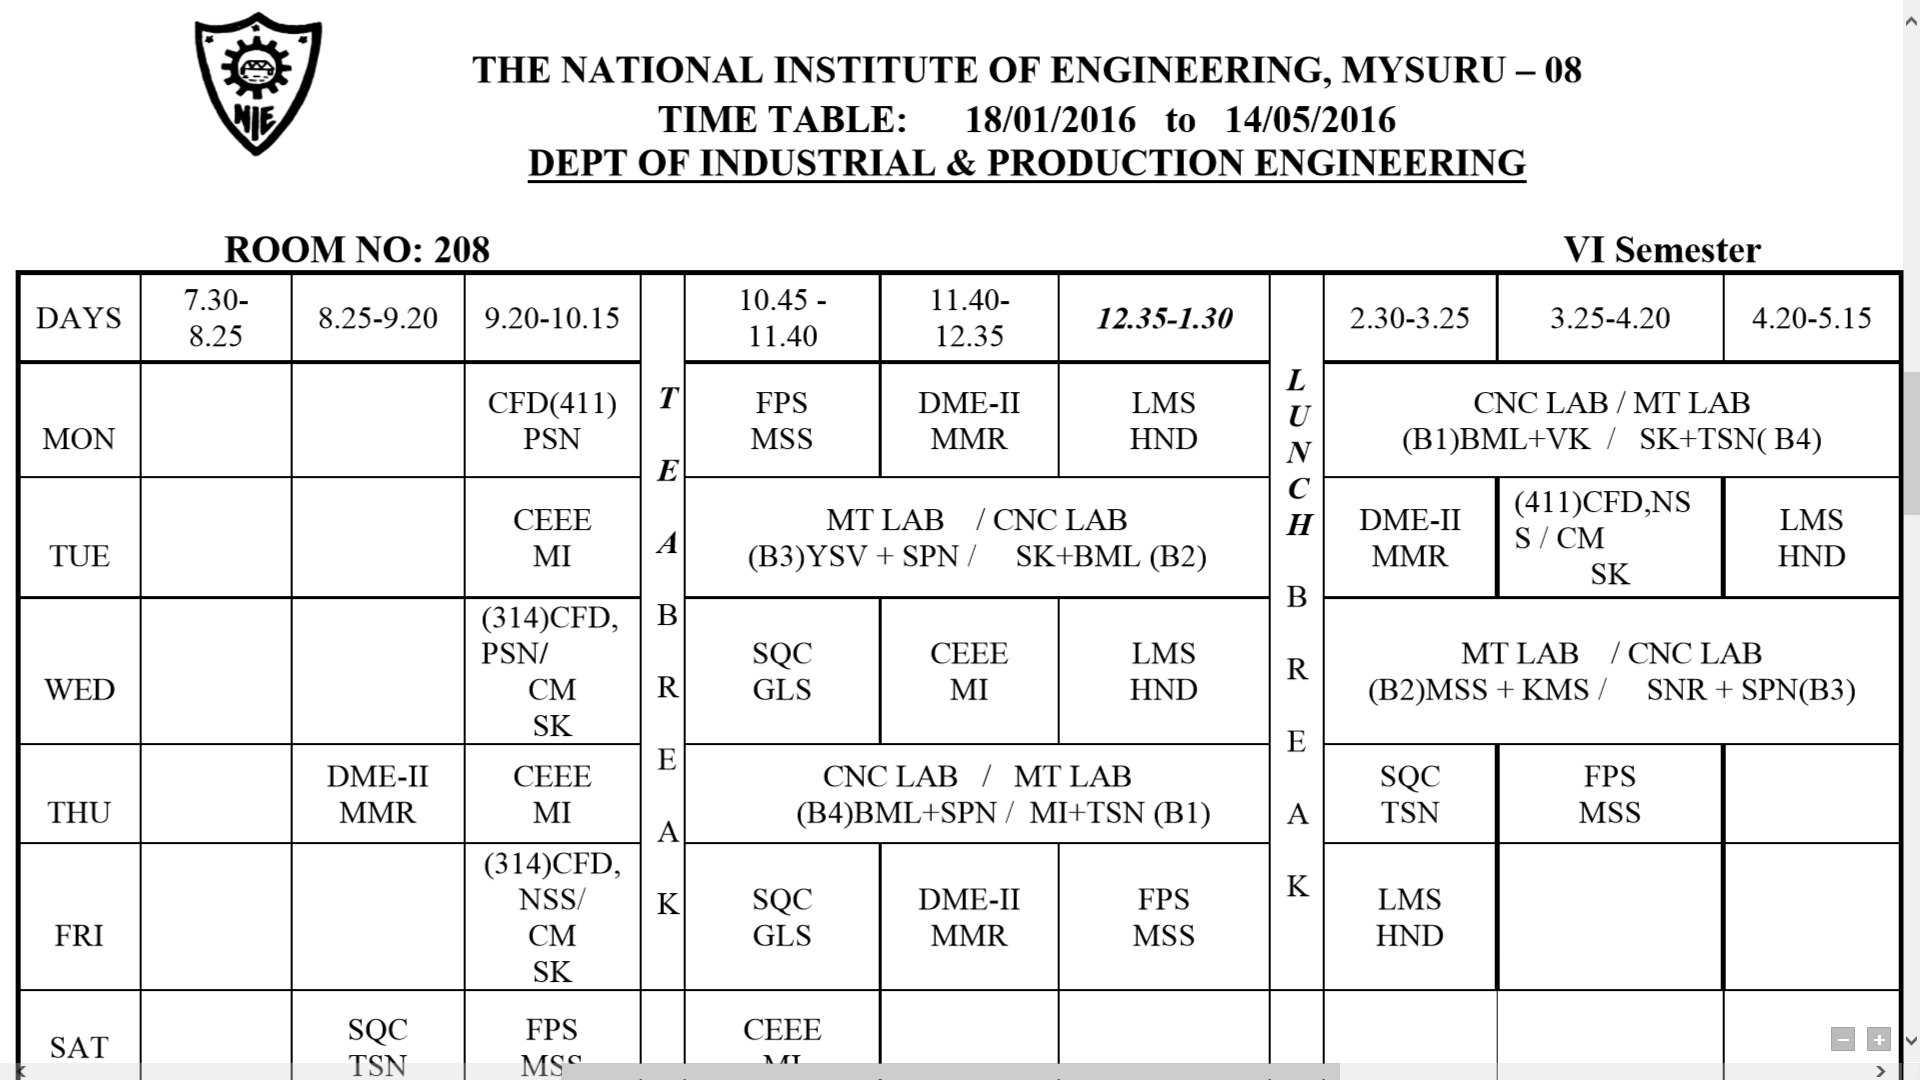 NIE
THE NATIONAL INSTITUTE OF ENGINEERING, MYSURU – 08
TIME TABLE: 18/01/2016 to 14/05/2016
DEPT OF INDUSTRIAL & PRODUCTION ENGINEERING
ROOM NO: 208
VI Semester
DAYS
7.30-
8.25
8.25-9.20
9.20-10.15
TEA BREAK
10.45 -
11.40
11.40-
12.35
12.35-1.30
LUNCH BREAK
2.30-3.25
3.25-4.20
4.20-5.15
MON
CFD(411)
PSN
FPS
MSS
DME-II
MMR
LMS
HND
CNC LAB / MT LAB
(B1)BML+VK / SK+TSN( B4)
TUE
CEEE
MI
MT LAB / CNC LAB
(B3)YSV + SPN / SK+BML (B2)
DME-II
MMR
(411)CFD,NS
S / CM
SK
LMS
HND
WED
(314)CFD,
PSN/
CM
SK
SQC
GLS
CEEE
MI
LMS
HND
MT LAB / CNC LAB
(B2)MSS + KMS / SNR + SPN(B3)
THU
DME-II
MMR
CEEE
MI
CNC LAB / MT LAB
(B4)BML+SPN / MI+TSN (B1)
SQC
TSN
FPS
MSS
FRI
(314)CFD,
NSS/
CM
SK
SQC
GLS
DME-II
MMR
FPS
MSS
LMS
HND
SAT
SQC
TSN
FPS
MSS
CEEE
MI